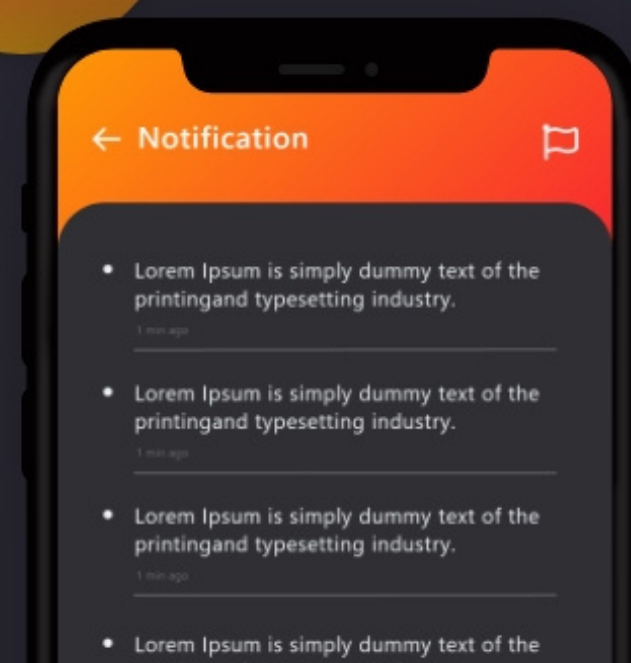 Notification
Lorem Ipsum is simply dummy text of the
printingand typesetting industry.
1 min ago
Lorem Ipsum is simply dummy text of the
printingand typesetting industry.
1 min ago
Lorem Ipsum is simply dummy text of the
printingand typesetting industry.
1 min ago
Lorem Ipsum is simply dummy text of the